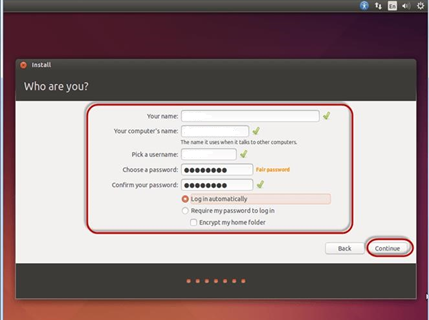 En
Install
Who are you?
Your name:
Your computer's name:
The name it uses when it talks to other computers.
Pick a username:
Choose a password: Fair password
Confirm your password:
Log in automatically
Require my password to log in
Encrypt my home folder
Back Continue